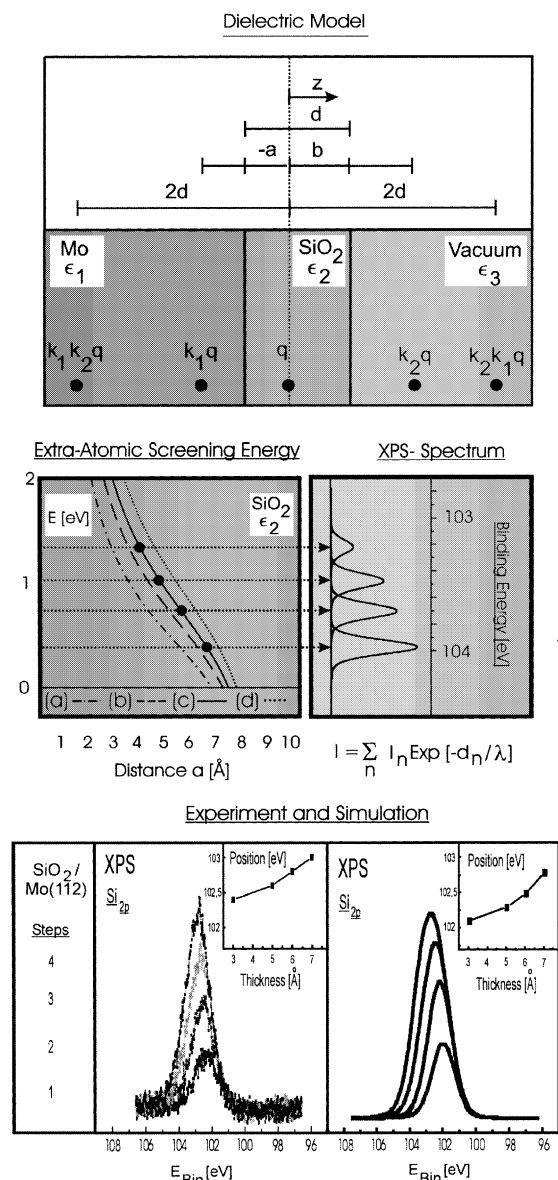 Dielectric Model
z
d
-a b
2d 2d
Mo
ϵ1
SiO2
ϵ2
Vacuum
ϵ3
k1k2q k1q q k2q k2k1q
Extra-Atomic Screening Energy
XPS- Spectrum
2
E [eV]
SiO2
ϵ2
1
0
(a) (b) (c) (d)
1 2 3 4 5 6 7 8 9 10
Distance a [Å]
103
104
Binding Energy [eV]
I = Σ In Exp [-dn/λ]
n
Experiment and Simulation
SiO2/
Mo(112)
Steps
4
3
2
1
XPS
Si2p
Position [eV]
103
102,5
102
3 5 6 7
Thickness [Å]
108 106 104 102 100 98 96
EBin [eV]
XPS
Si2p
Position [eV]
103
102,5
102
3 5 6 7
Thickness [Å]
108 106 104 102 100 98 96
EBin [eV]